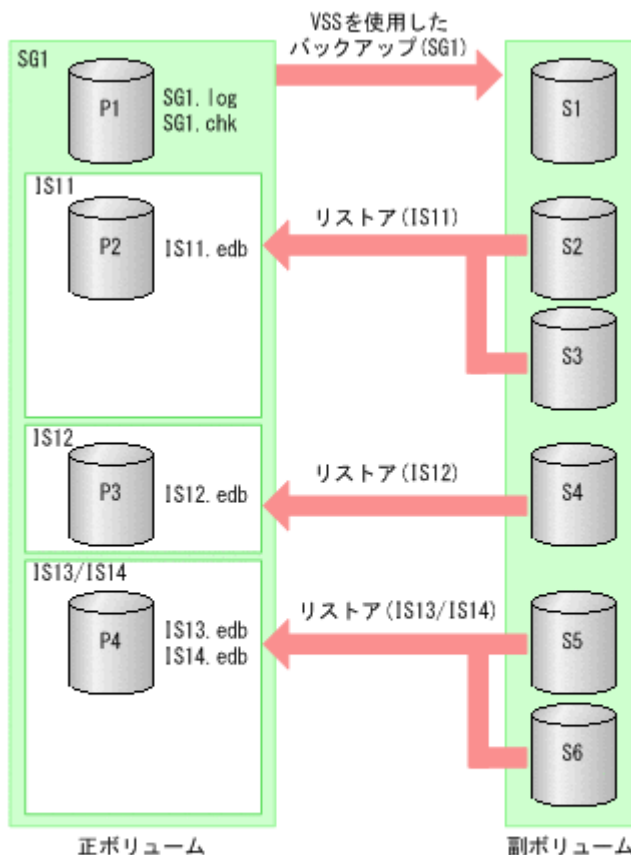 VSSを使用した
バックアップ(SG1)
SG1
P1
SG1.log
SG1.chk
S1
IS11
P2
IS11.edb
リストア(IS11)
S2
S3
IS12
P3
IS12.edb
リストア(IS12)
S4
IS13/IS14
P4
IS13.edb
IS14.edb
リストア(IS13/IS14)
S5
S6
正ボリューム
副ボリューム